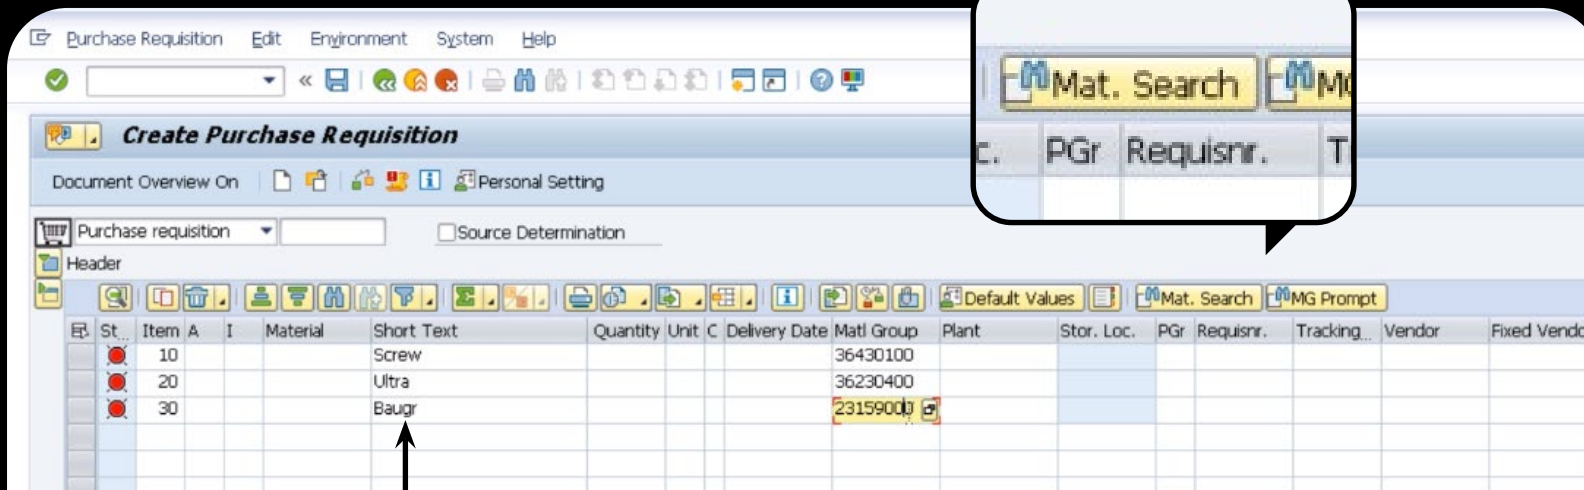 Purchase Requisition Edit Environment System Help
Mat. Search
PGr Requisnr.
Create Purchase Requisition
Document Overview On Personal Setting
Purchase requisition Source Determination
Header
Default Values Mat. Search MG Prompt
St... Item A I Material Short Text Quantity Unit C Delivery Date Matl Group Plant Stor. Loc. PGr Requisnr. Tracking... Vendor Fixed Vendo
10 Screw 36430100
20 Ultra 36230400
30 Baugr 23159000